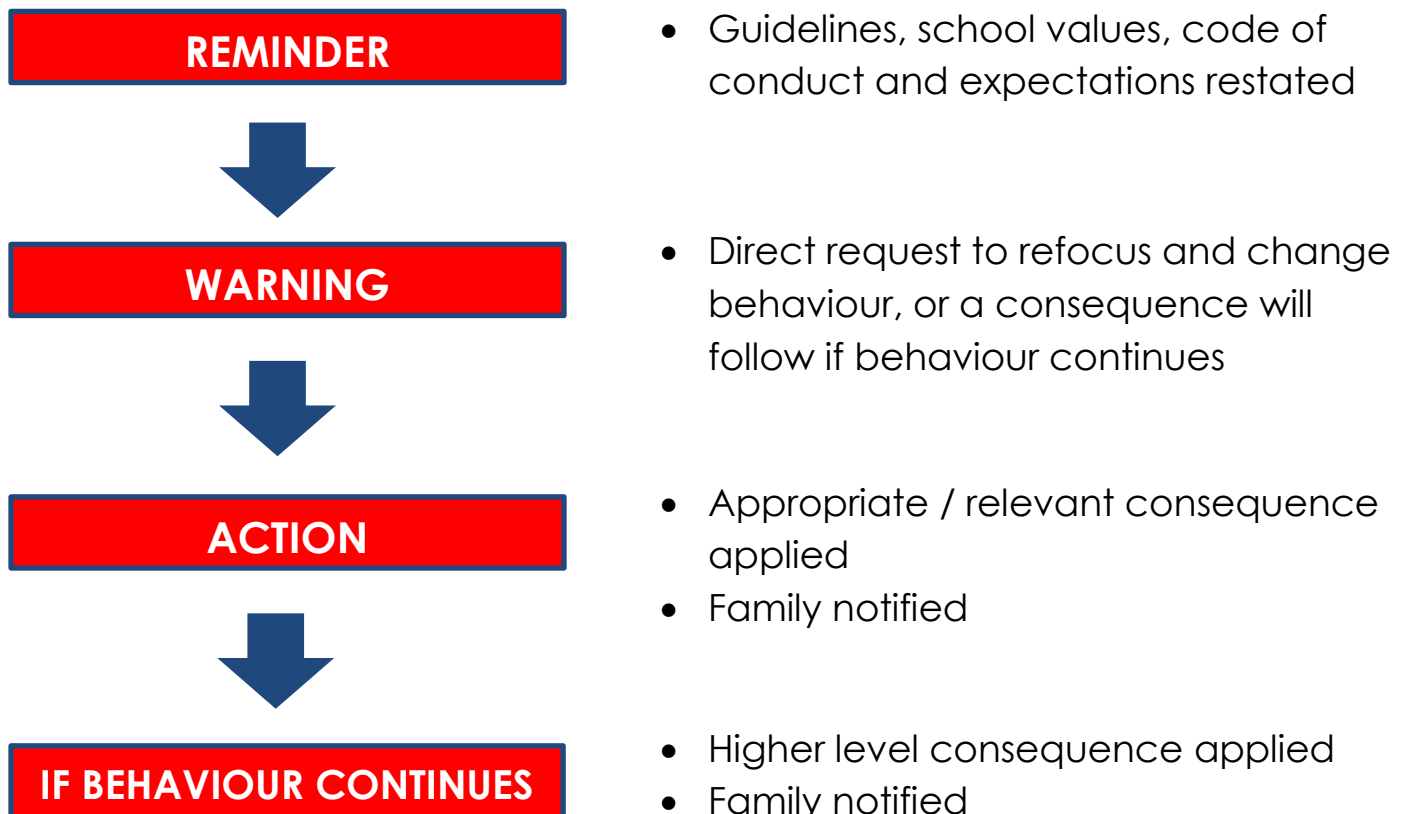 REMINDER
• Guidelines, school values, code of
conduct and expectations restated
WARNING
• Direct request to refocus and change
behaviour, or a consequence will
follow if behaviour continues
ACTION
• Appropriate / relevant consequence
applied
• Family notified
IF BEHAVIOUR CONTINUES
• Higher level consequence applied
• Family notified